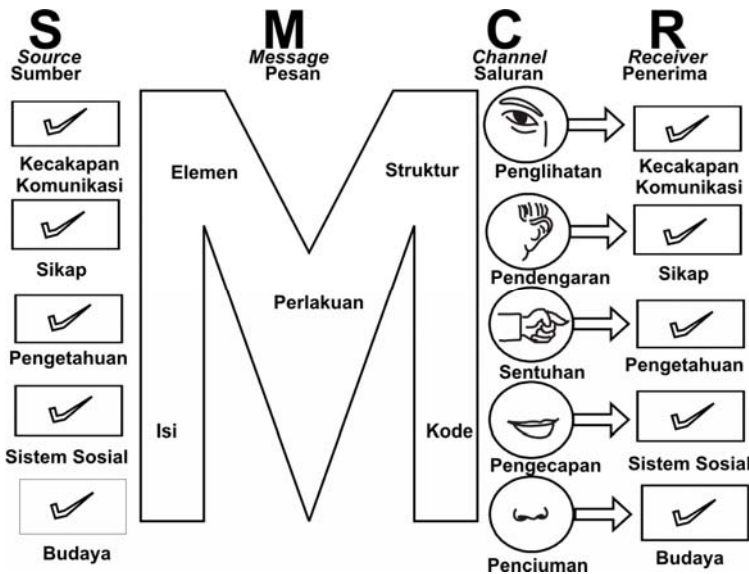 S
Source
Sumber
M
Message
Pesan
C
Channel
Saluran
R
Receiver
Penerima
Kecakapan
Komunikasi
Sikap
Pengetahuan
Sistem Sosial
Budaya
M
Elemen
Struktur
Perlakuan
Isi
Kode
Penglihatan
Pendengaran
Sentuhan
Pengecapan
Penciuman
Kecakapan
Komunikasi
Sikap
Pengetahuan
Sistem Sosial
Budaya